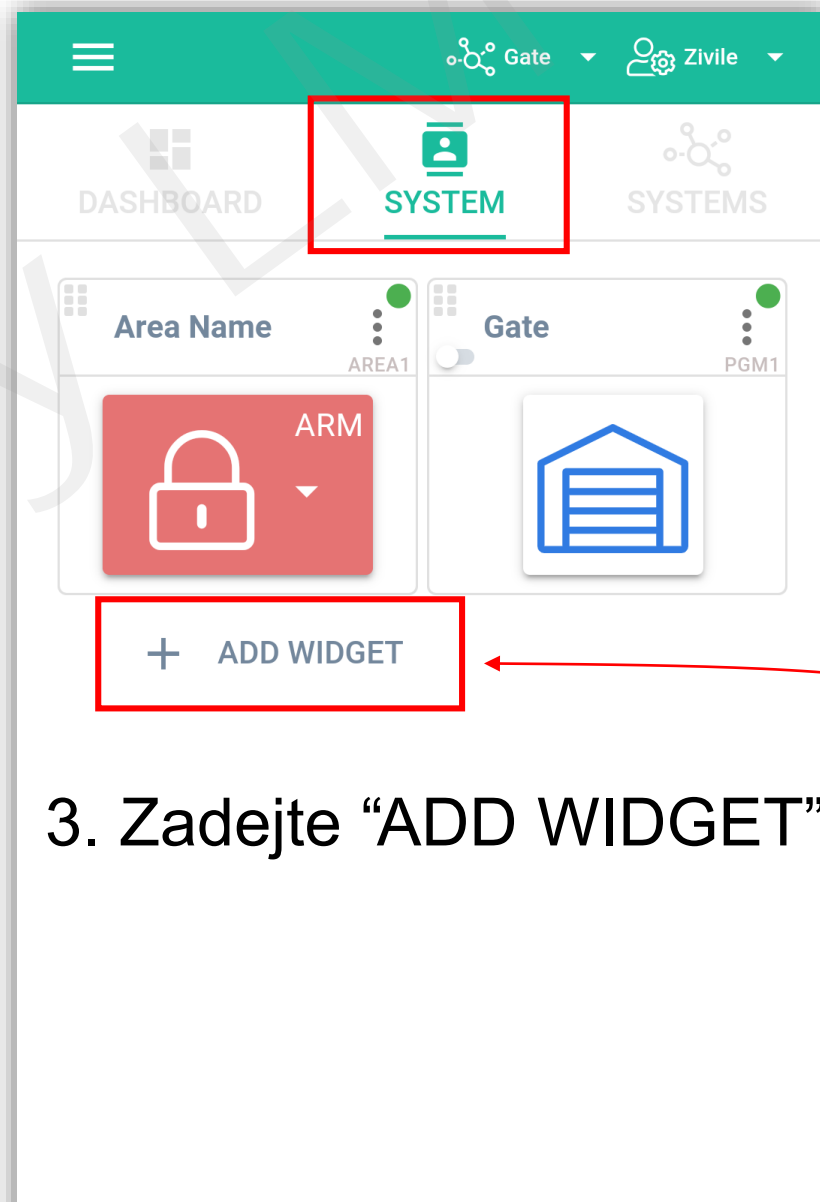 Gate Zivile
DASHBOARD SYSTEM SYSTEMS
Area Name AREA1
Gate PGM1
ARM
+ ADD WIDGET
3. Zadejte “ADD WIDGET”